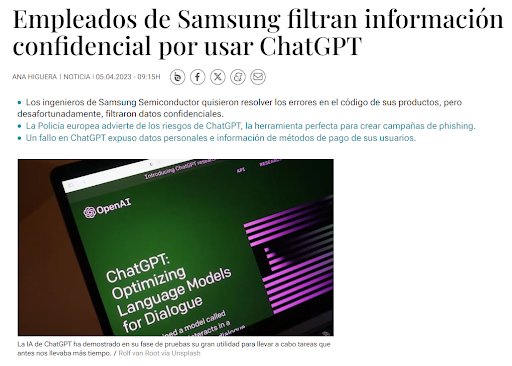 Empleados de Samsung filtran información
confidencial por usar ChatGPT
ANA HIGUERA | NOTICIA | 05.04.2023 - 09:15H
Los ingenieros de Samsung Semiconductor quisieron resolver los errores en el código de sus productos, pero
desafortunadamente, filtraron datos confidenciales.
La Policía europea advierte de los riesgos de ChatGPT, la herramienta perfecta para crear campañas de phishing.
Un fallo en ChatGPT expuso datos personales e información de métodos de pago de sus usuarios.
Introducing ChatGPT research
OpenAI
API
RESEARCH
ChatGPT:
Optimizing
Language Models
for Dialogue
ined a model called
nteracts in a
La IA de ChatGPT ha demostrado en su fase de pruebas su gran utilidad para llevar a cabo tareas que
antes nos llevaba más tiempo. / Rolf van Root vía Unsplash